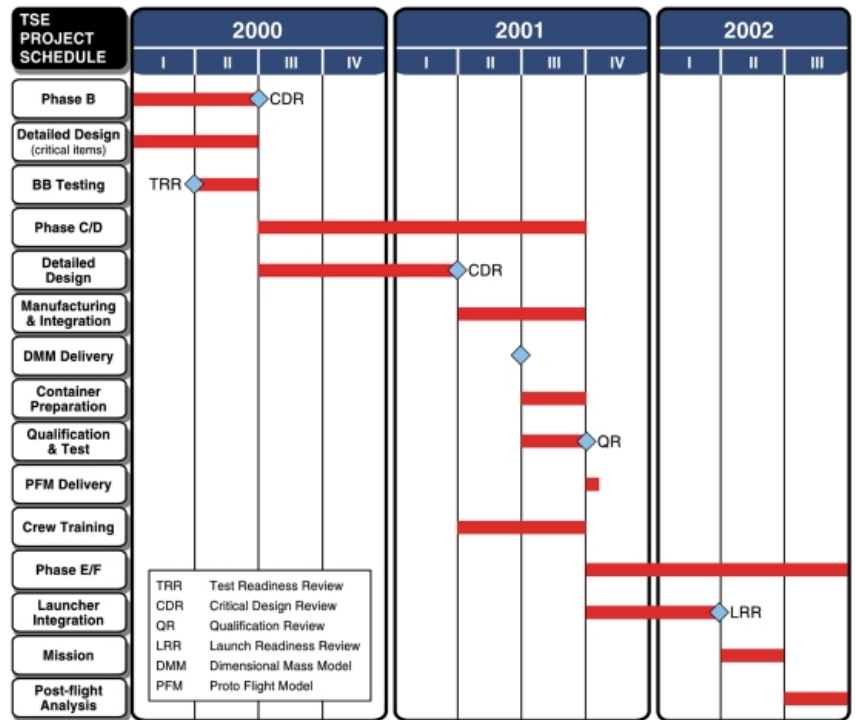 TSE
PROJECT
SCHEDULE
2000
2001
2002
I II III IV
I II III IV
I II III
Phase B
CDR
Detailed Design
(critical items)
BB Testing
TRR
Phase C/D
Detailed
Design
CDR
Manufacturing
& Integration
DMM Delivery
Container
Preparation
Qualification
& Test
QR
PFM Delivery
Crew Training
Phase E/F
Launcher
Integration
LRR
Mission
Post-flight
Analysis
TRR Test Readiness Review
CDR Critical Design Review
QR Qualification Review
LRR Launch Readiness Review
DMM Dimensional Mass Model
PFM Proto Flight Model